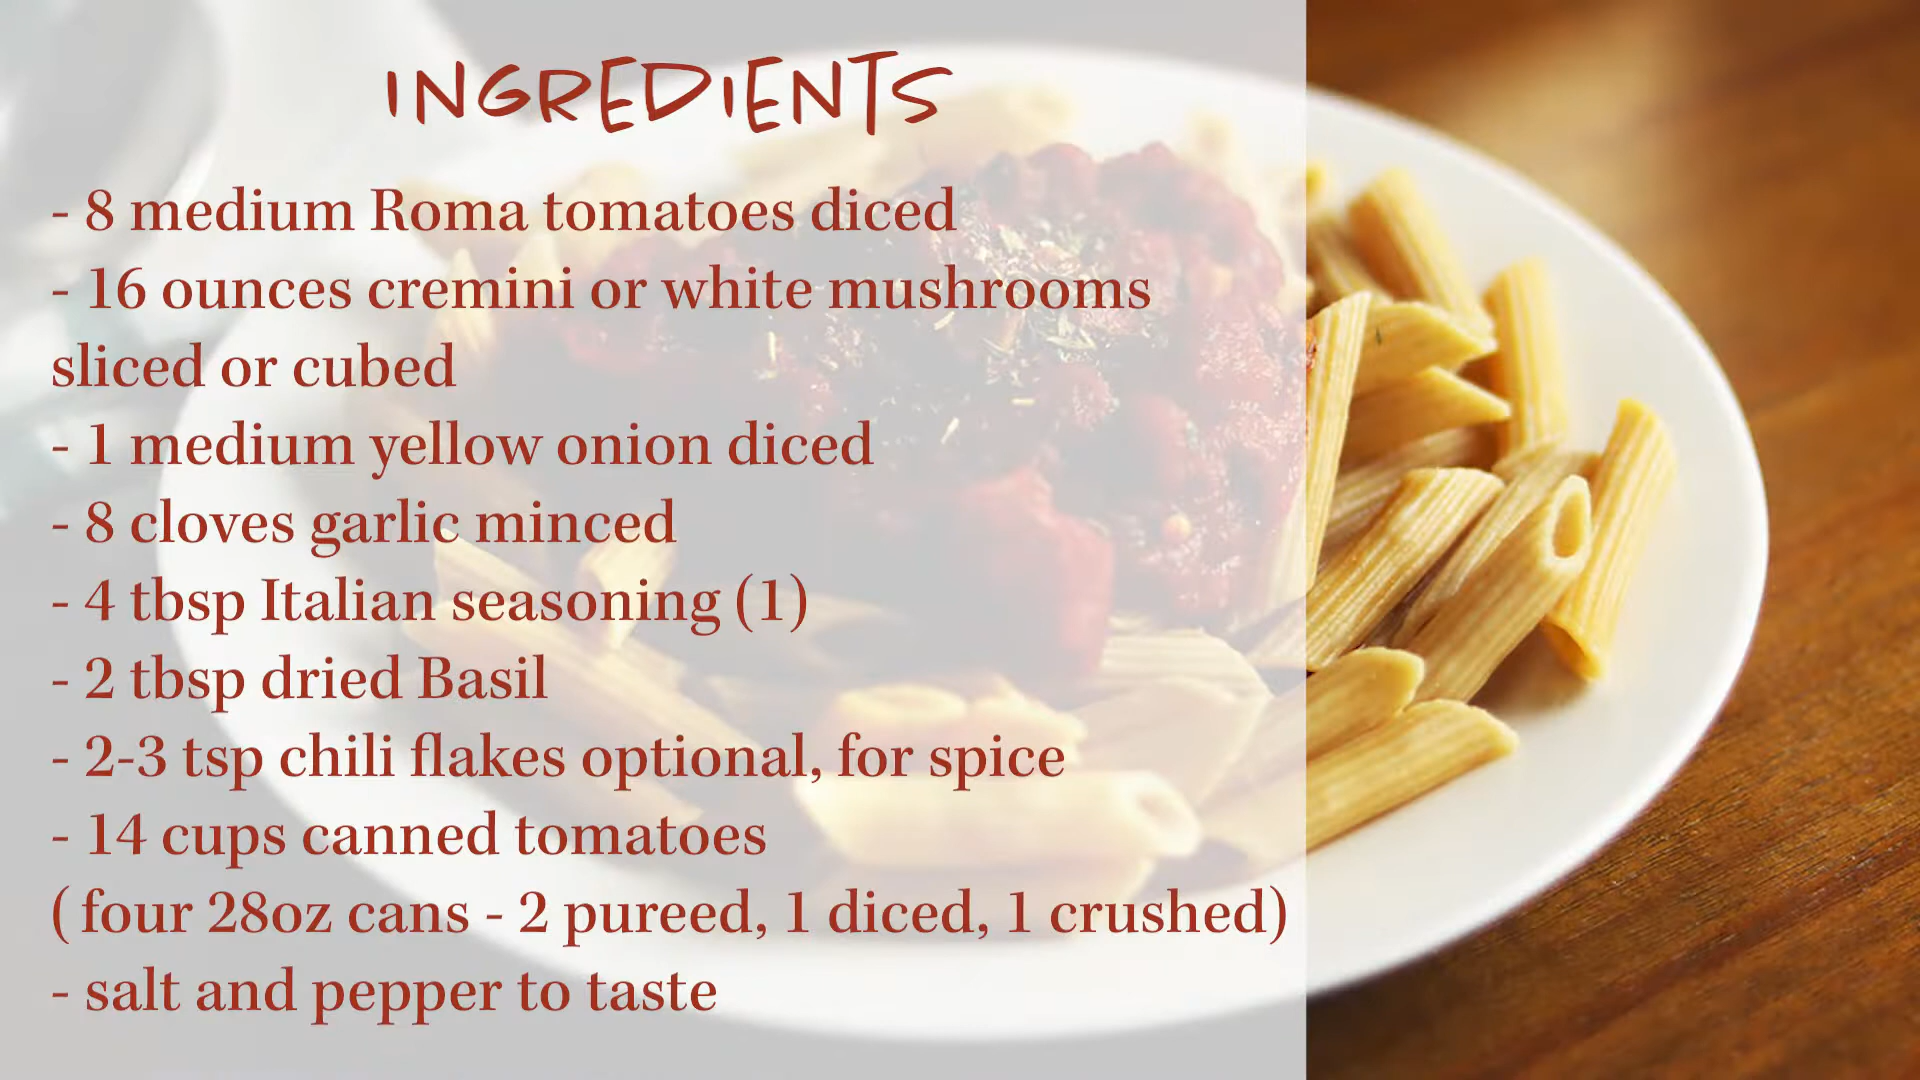 INGREDIENTS
- 8 medium Roma tomatoes diced
- 16 ounces cremini or white mushrooms
sliced or cubed
- 1 medium yellow onion diced
- 8 cloves garlic minced
- 4 tbsp Italian seasoning (1)
- 2 tbsp dried Basil
- 2-3 tsp chili flakes optional, for spice
- 14 cups canned tomatoes
( four 28oz cans - 2 pureed, 1 diced, 1 crushed)
- salt and pepper to taste